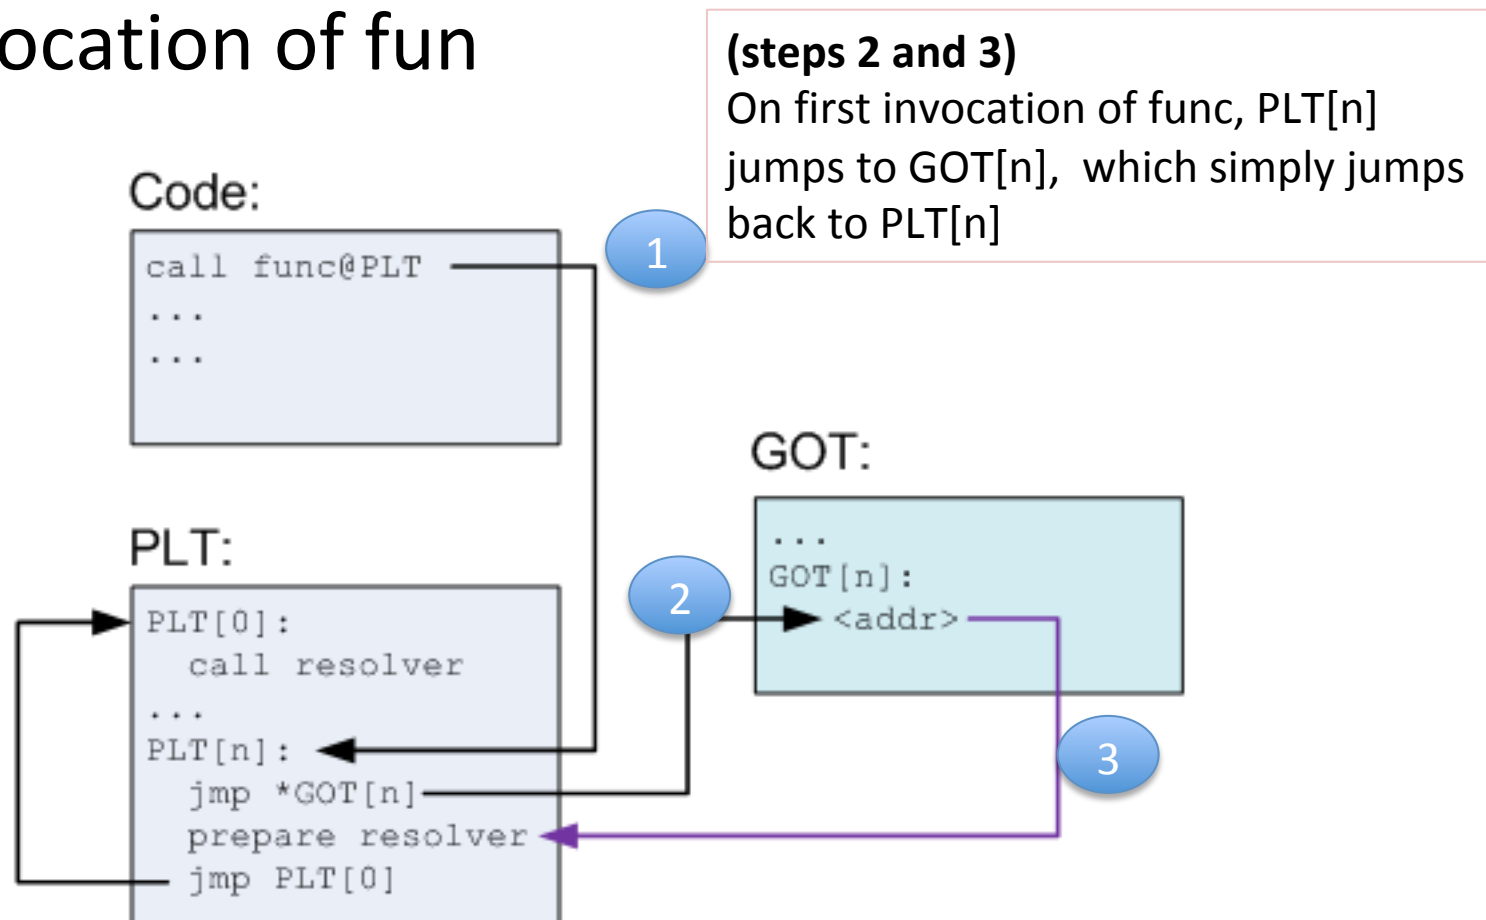 ocation of fun
(steps 2 and 3)
On first invocation of func, PLT[n]
jumps to GOT[n], which simply jumps
back to PLT[n]
1
Code:
call func@PLT
...
...
GOT:
...
GOT[n]:
<addr>
2
3
PLT:
PLT[0]:
call resolver
...
PLT[n]:
jmp *GOT[n]
prepare resolver
jmp PLT[0]